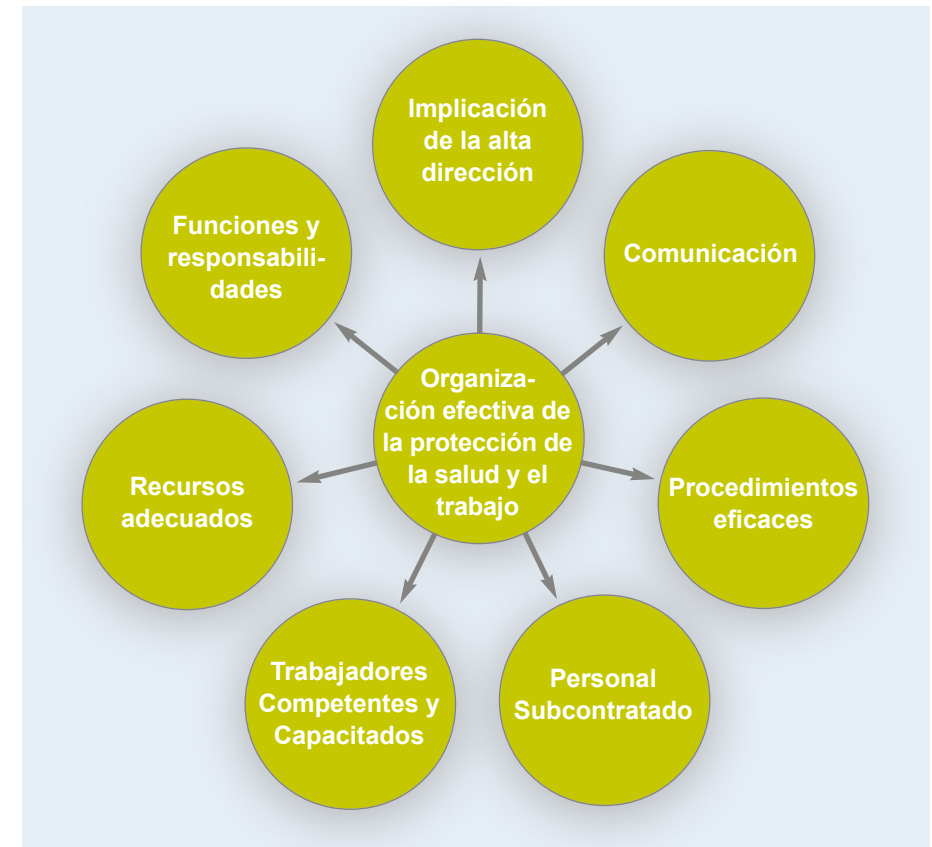 Implicación
de la alta
dirección
Comunicación
Procedimientos
eficaces
Personal
Subcontratado
Trabajadores
Competentes y
Capacitados
Recursos
adecuados
Funciones y
responsabili-
dades
Organiza-
ción efectiva de
la protección de
la salud y el
trabajo